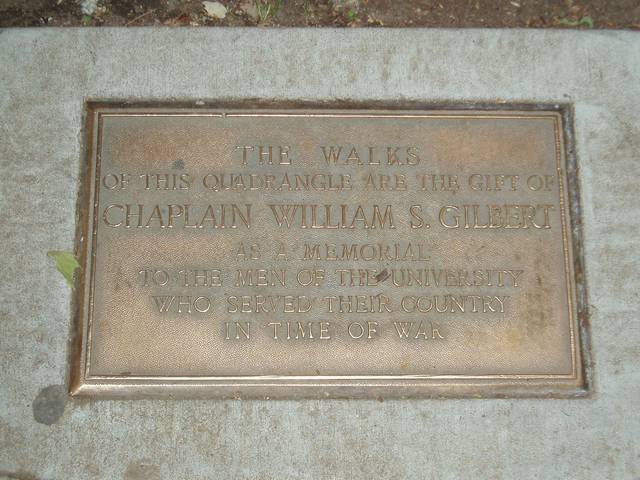 THE WALKS
OF THIS QUADRANGLE ARE THE GIFT OF
CHAPLAIN WILLIAM S. GILBERT
AS A MEMORIAL
TO THE MEN OF THE UNIVERSITY
WHO SERVED THEIR COUNTRY
IN TIME OF WAR